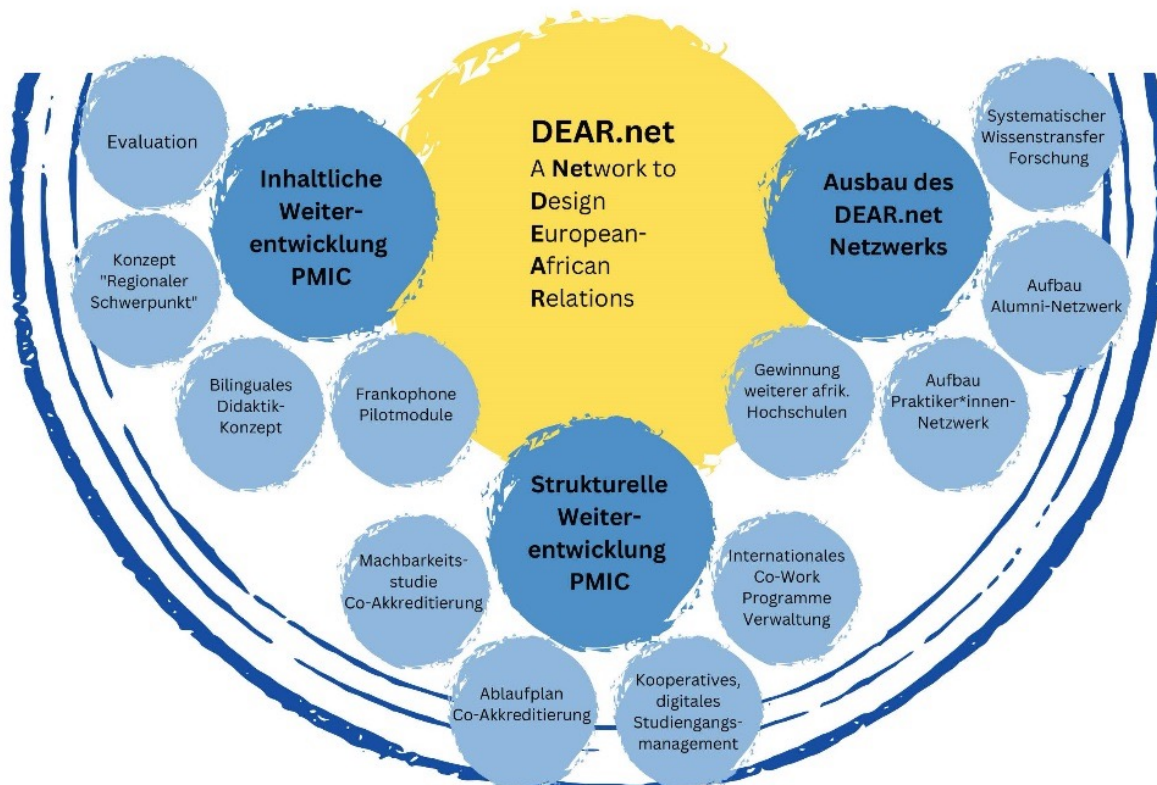 DEAR.net
A Network to
Design
European-
African
Relations
Inhaltliche
Weiter-
entwicklung
PMIC
Evaluation
Konzept
"Regionaler
Schwerpunkt"
Bilinguales
Didaktik-
Konzept
Frankophone
Pilotmodule
Strukturelle
Weiter-
entwicklung
PMIC
Machbarkeits-
studie
Co-Akkreditierung
Ablaufplan
Co-Akkreditierung
Kooperatives,
digitales
Studiengangs-
management
Internationales
Co-Work
Programme
Verwaltung
Ausbau des
DEAR.net
Netzwerks
Gewinnung
weiterer afrik.
Hochschulen
Aufbau
Praktiker*innen-
Netzwerk
Aufbau
Alumni-Netzwerk
Systematischer
Wissenstransfer
Forschung